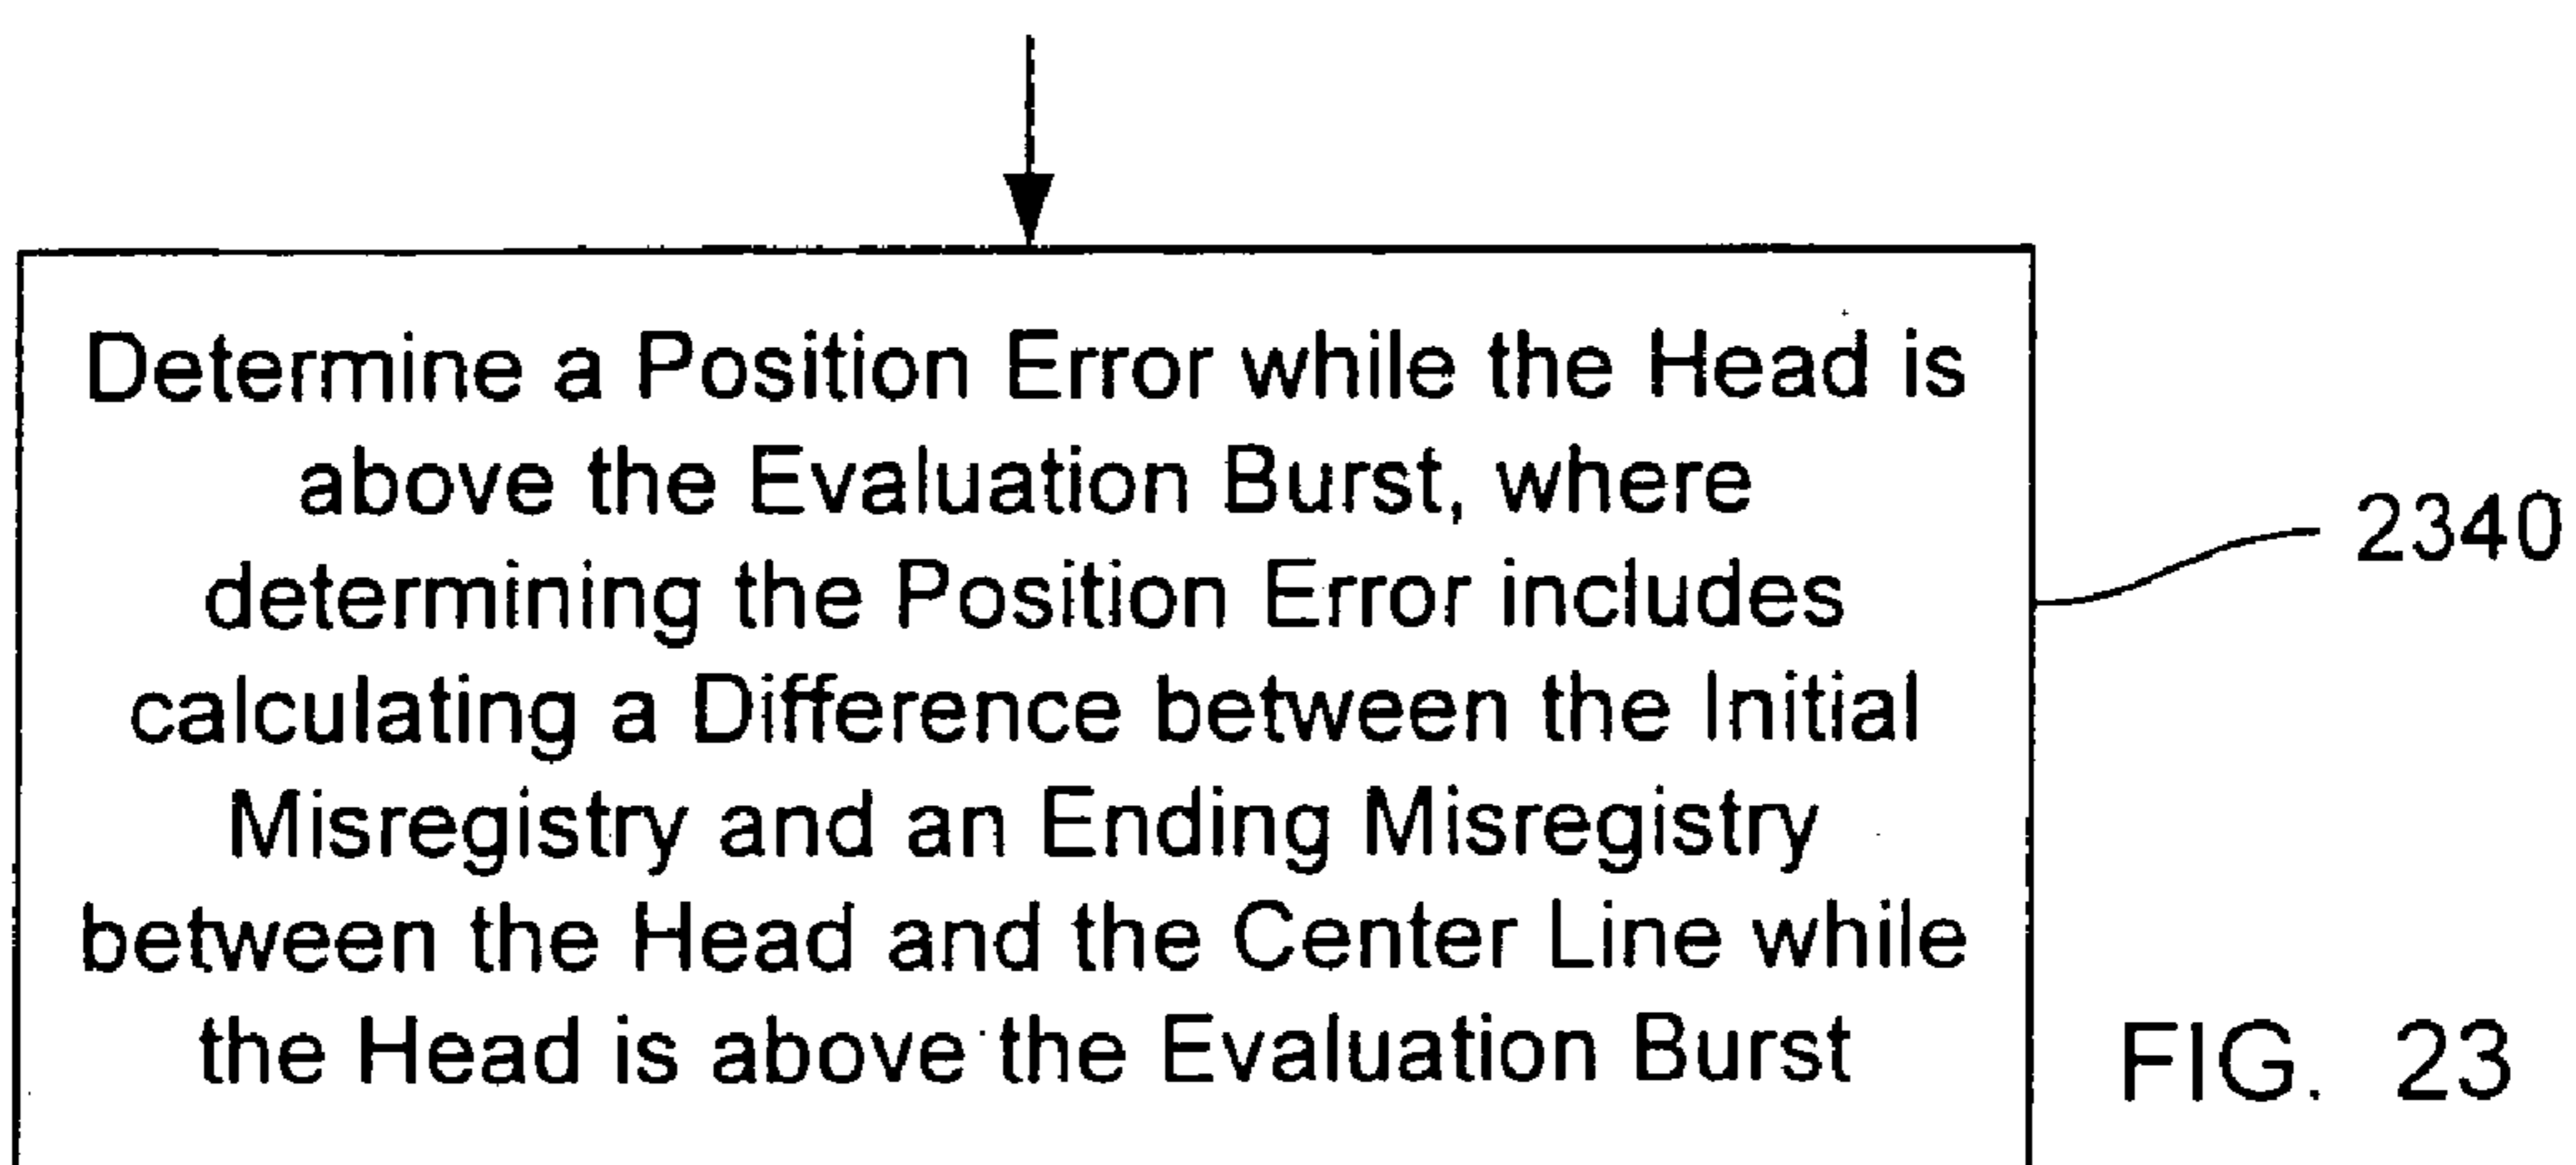 Determine a Position Error while the Head is
above the Evaluation Burst, where
determining the Position Error includes
calculating a Difference between the Initial
Misregistry and an Ending Misregistry
between the Head and the Center Line while
the Head is above the Evaluation Burst
2340
FIG. 23